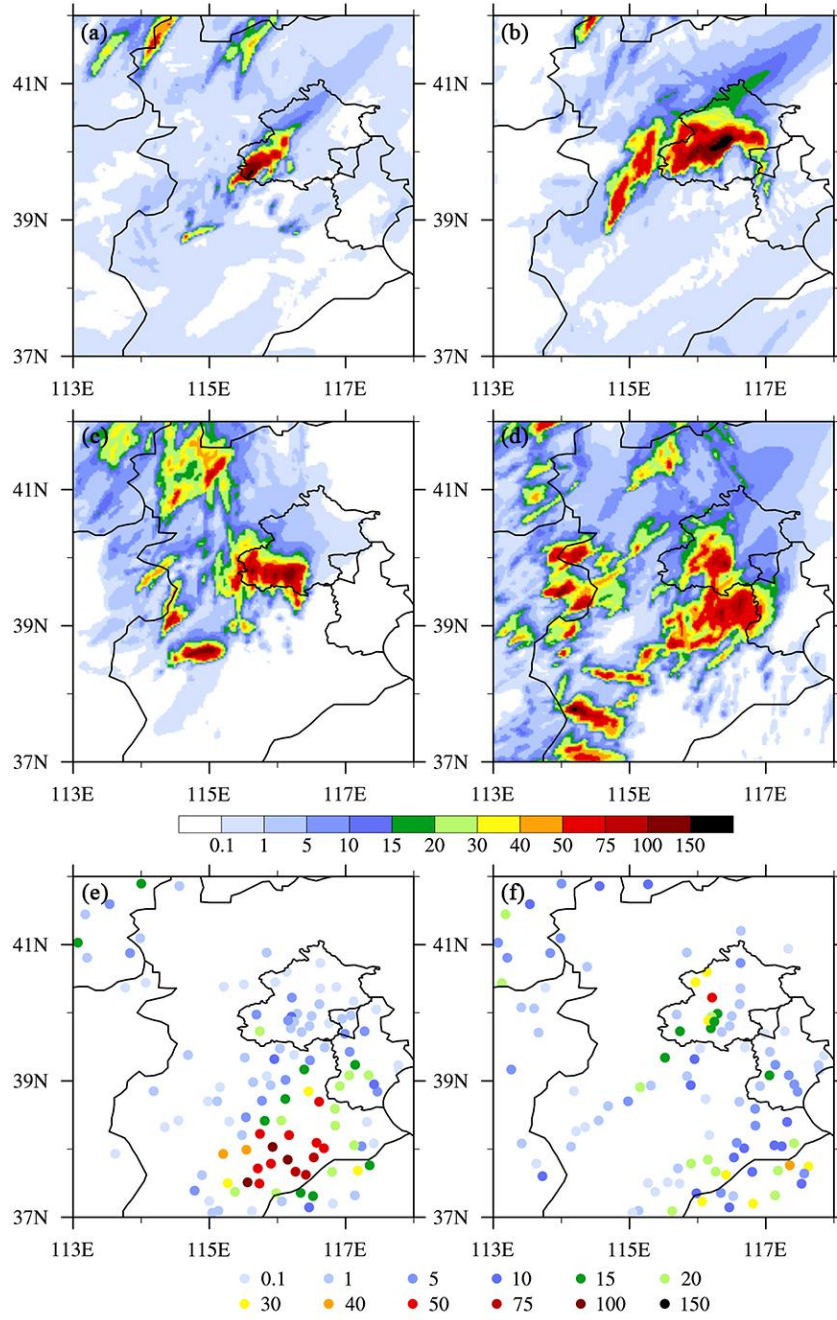 (a) (b)
41N 41N
39N 39N
37N 37N
113E 115E 117E 113E 115E 117E
(c) (d)
41N 41N
39N 39N
37N 37N
113E 115E 117E 113E 115E 117E
0.1 1 5 10 15 20 30 40 50 75 100 150
(e) (f)
41N 41N
39N 39N
37N 37N
113E 115E 117E 113E 115E 117E
0.1 1 5 10 15 20
30 40 50 75 100 150